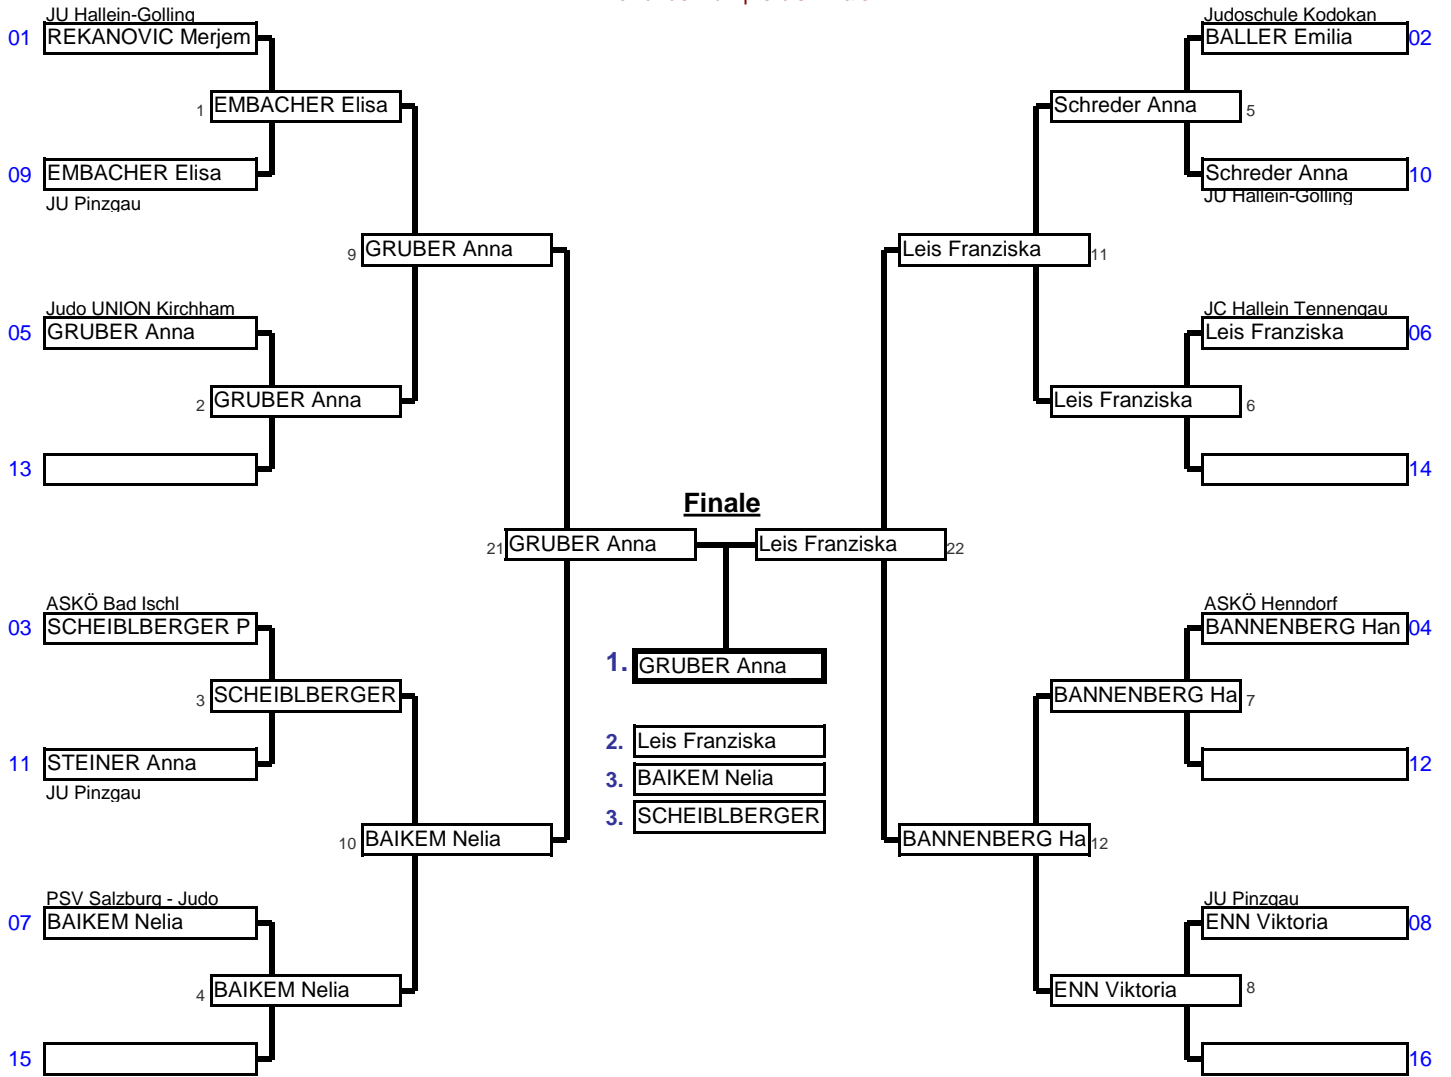 JU Hallein-Golling
01 REKANOVIC Merjem
1 EMBACHER Elisa
09 EMBACHER Elisa
JU Pinzgau
9 GRUBER Anna
Judo UNION Kirchham
05 GRUBER Anna
2 GRUBER Anna
13
21 GRUBER Anna
ASKÖ Bad Ischl
03 SCHEIBLBERGER P
3 SCHEIBLBERGER
11 STEINER Anna
JU Pinzgau
10 BAIKEM Nelia
PSV Salzburg - Judo
07 BAIKEM Nelia
4 BAIKEM Nelia
15
Finale
1. GRUBER Anna
2. Leis Franziska
3. BAIKEM Nelia
3. SCHEIBLBERGER
Judoschule Kodokan
BALLER Emilia 02
Schreder Anna 5
Schreder Anna 10
JU Hallein-Golling
Leis Franziska 11
JC Hallein Tennengau
Leis Franziska 06
Leis Franziska 6
14
Leis Franziska 22
ASKÖ Henndorf
BANNENBERG Han 04
BANNENBERG Ha 7
12
BANNENBERG Ha 12
JU Pinzgau
ENN Viktoria 08
ENN Viktoria 8
16